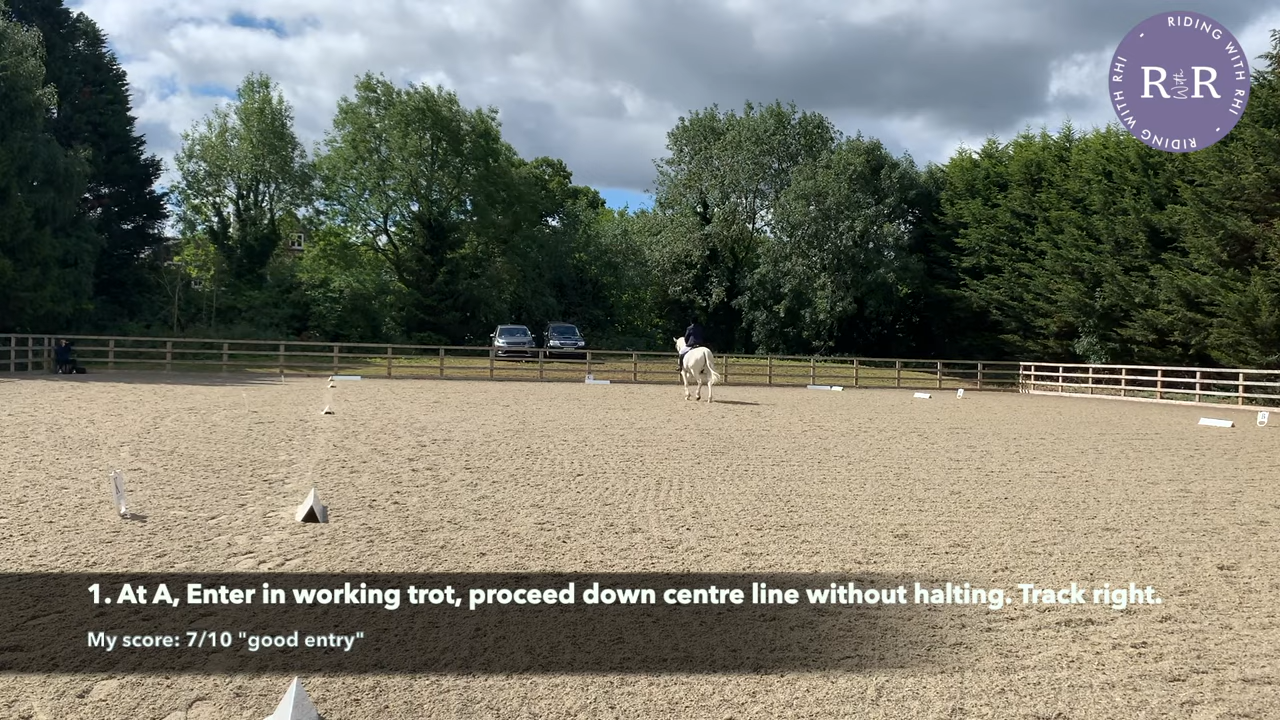 RIDING WITH RHI
R with R
RIDING WITH RHI
A
1. At A, Enter in working trot, proceed down centre line without halting. Track right.
My score: 7/10 "good entry"